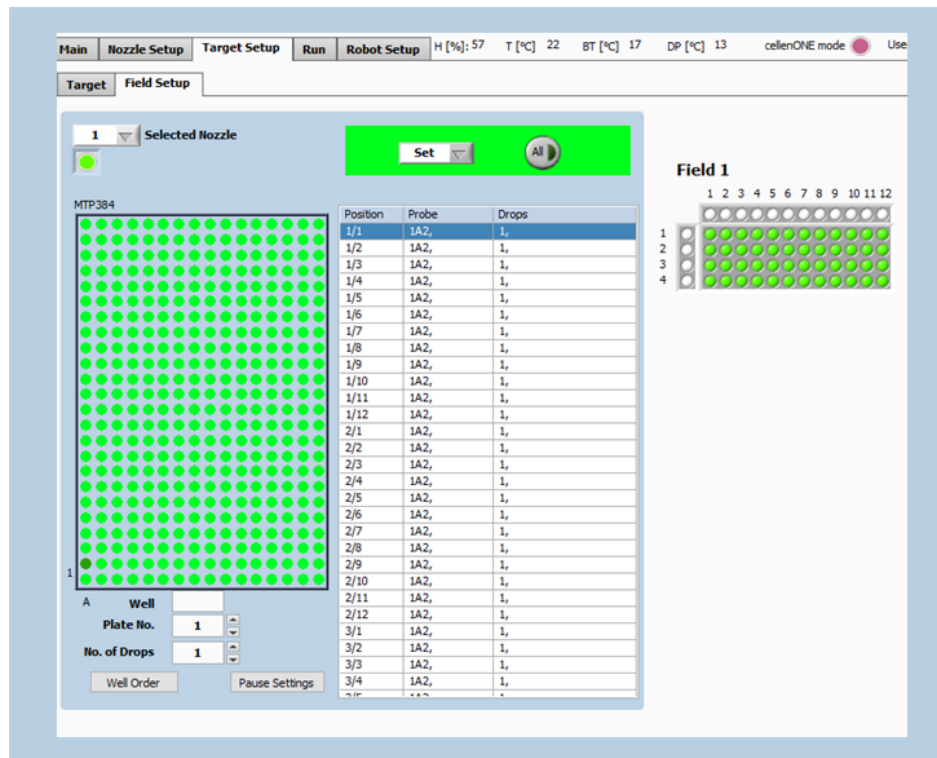 Main Nozzle Setup Target Setup Run Robot Setup H [%]: 57 T [°C] 22 BT [°C] 17 DP [°C] 13 cellenONE mode Use
Target Field Setup
1 Selected Nozzle
Set All
Field 1
1 2 3 4 5 6 7 8 9 10 11 12
1
2
3
4
MTP384
1
A Well
Plate No. 1
No. of Drops 1
Well Order Pause Settings
Position Probe Drops
1/1 1A2, 1,
1/2 1A2, 1,
1/3 1A2, 1,
1/4 1A2, 1,
1/5 1A2, 1,
1/6 1A2, 1,
1/7 1A2, 1,
1/8 1A2, 1,
1/9 1A2, 1,
1/10 1A2, 1,
1/11 1A2, 1,
1/12 1A2, 1,
2/1 1A2, 1,
2/2 1A2, 1,
2/3 1A2, 1,
2/4 1A2, 1,
2/5 1A2, 1,
2/6 1A2, 1,
2/7 1A2, 1,
2/8 1A2, 1,
2/9 1A2, 1,
2/10 1A2, 1,
2/11 1A2, 1,
2/12 1A2, 1,
3/1 1A2, 1,
3/2 1A2, 1,
3/3 1A2, 1,
3/4 1A2, 1,